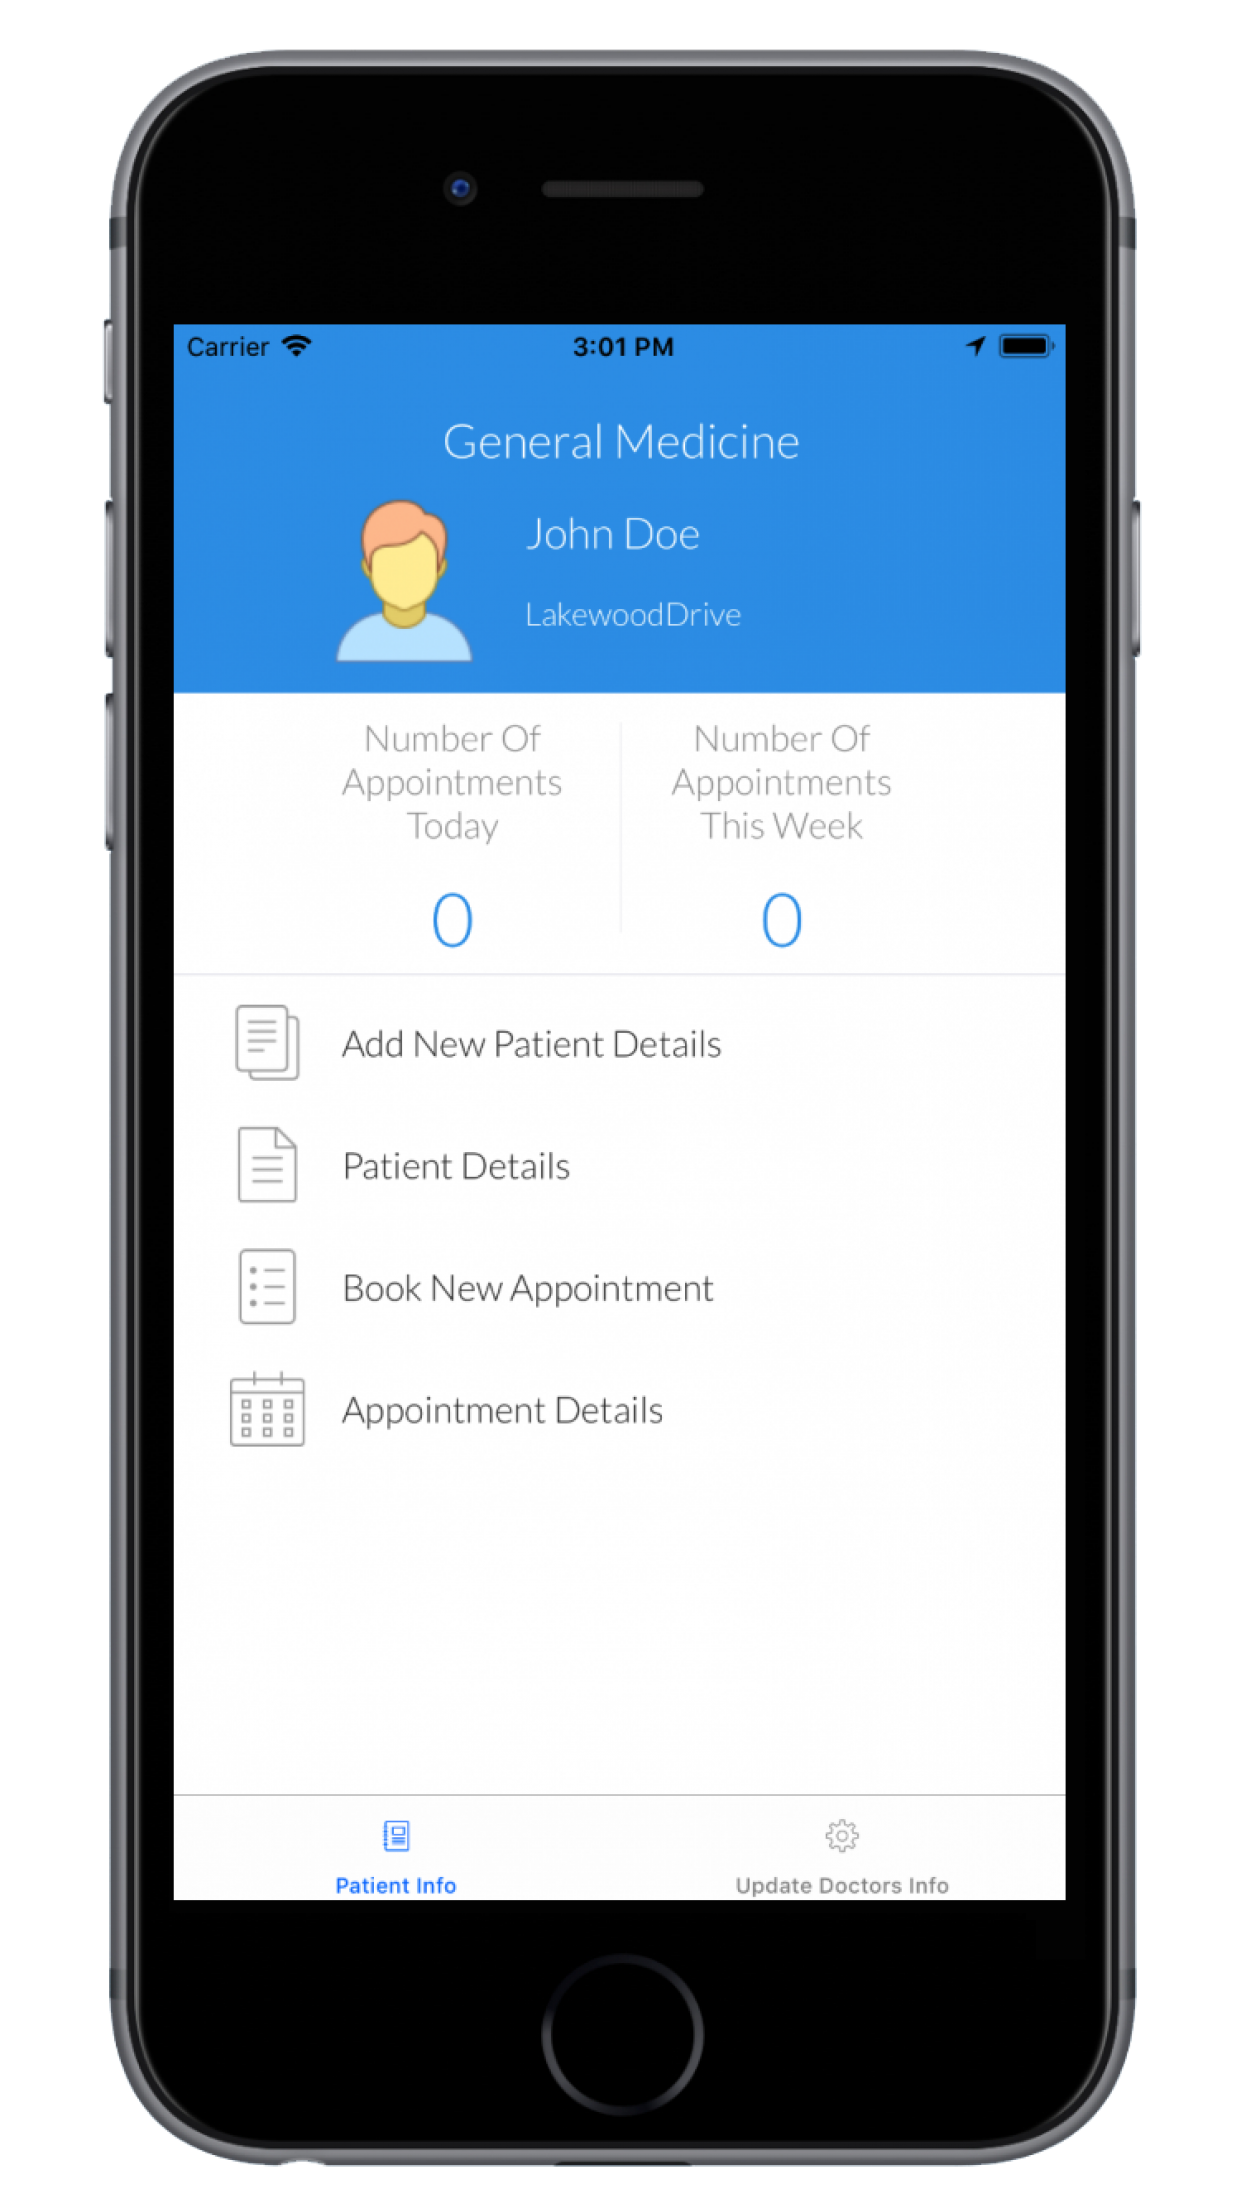 Carrier
3:01 PM
General Medicine
John Doe
LakewoodDrive
Number Of
Appointments
Today
0
Number Of
Appointments
This Week
0
Add New Patient Details
Patient Details
Book New Appointment
Appointment Details
Patient Info
Update Doctors Info